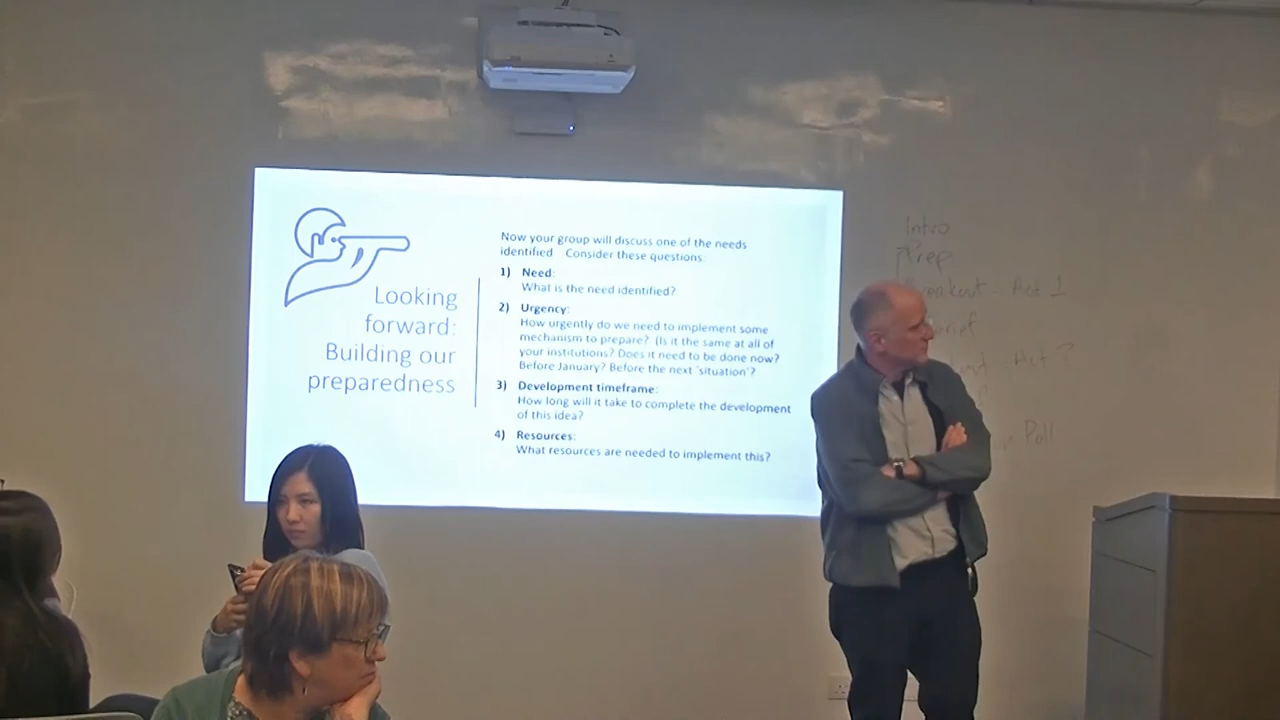 Looking
forward:
Building our
preparedness
Now your group will discuss one of the needs
identified Consider these questions:
1) Need:
What is the need identified?
2) Urgency:
How urgently do we need to implement some
mechanism to prepare? (Is it the same at all of
your institutions? Does it need to be done now?
Before January? Before the next 'situation'?
3) Development timeframe:
How long will it take to complete the development
of this idea?
4) Resources:
What resources are needed to implement this?
Intro
Prep
Act 1
Act ?
Poll